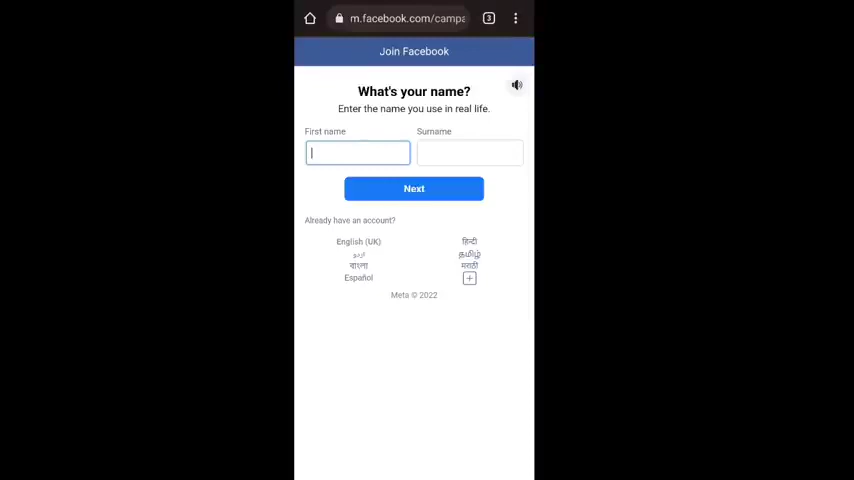 m.facebook.com/campa
3
Join Facebook
What's your name?
Enter the name you use in real life.
First name Surname
Next
Already have an account?
English (UK) हिन्दी
اردو தமிழ்
বাংলা मराठी
Español
Meta © 2022